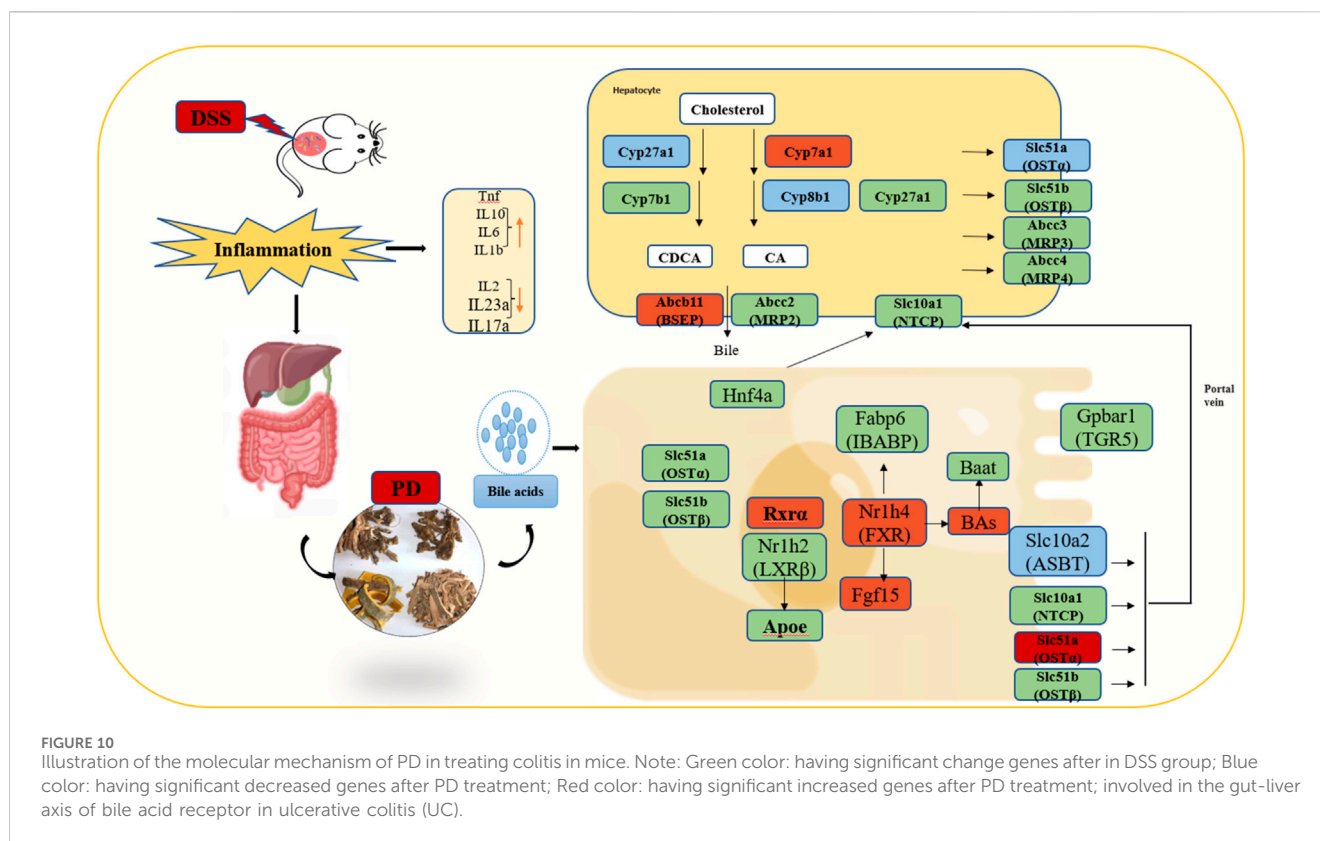 DSS
Inflammation
Tnf
IL10
IL6
IL1b
IL2
IL23a
IL17a
PD
Bile acids
Hepatocyte
Cholesterol
Cyp27a1
Cyp7a1
Cyp7b1
Cyp8b1
Cyp27a1
CDCA
CA
Slc51a
(OSTα)
Slc51b
(OSTβ)
Abcc3
(MRP3)
Abcc4
(MRP4)
Abcb11
(BSEP)
Abcc2
(MRP2)
Slc10a1
(NTCP)
Bile
Portal
vein
Hnf4a
Fabp6
(IBABP)
Gpbar1
(TGR5)
Slc51a
(OSTα)
Slc51b
(OSTβ)
Baat
Rxrα
Nr1h4
(FXR)
BAs
Nr1h2
(LXRβ)
Fgf15
Apoe
Slc10a2
(ASBT)
Slc10a1
(NTCP)
Slc51a
(OSTα)
Slc51b
(OSTβ)
FIGURE 10
Illustration of the molecular mechanism of PD in treating colitis in mice. Note: Green color: having significant change genes after in DSS group; Blue
color: having significant decreased genes after PD treatment; Red color: having significant increased genes after PD treatment; involved in the gut-liver
axis of bile acid receptor in ulcerative colitis (UC).